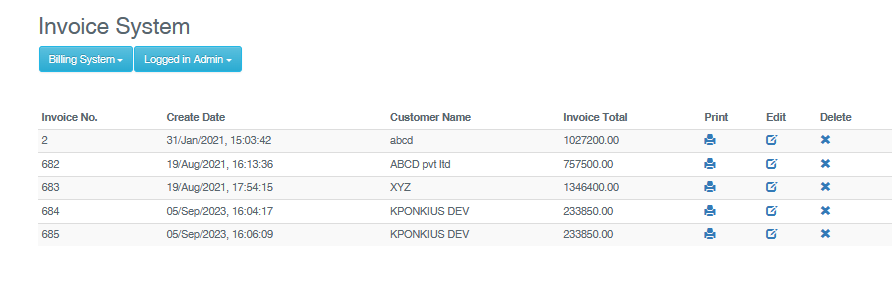 Invoice System
Billing System Logged in Admin
Invoice No. Create Date Customer Name Invoice Total Print Edit Delete
2 31/Jan/2021, 15:03:42 abcd 1027200.00
682 19/Aug/2021, 16:13:36 ABCD pvt ltd 757500.00
683 19/Aug/2021, 17:54:15 XYZ 1346400.00
684 05/Sep/2023, 16:04:17 KPONKIUS DEV 233850.00
685 05/Sep/2023, 16:06:09 KPONKIUS DEV 233850.00